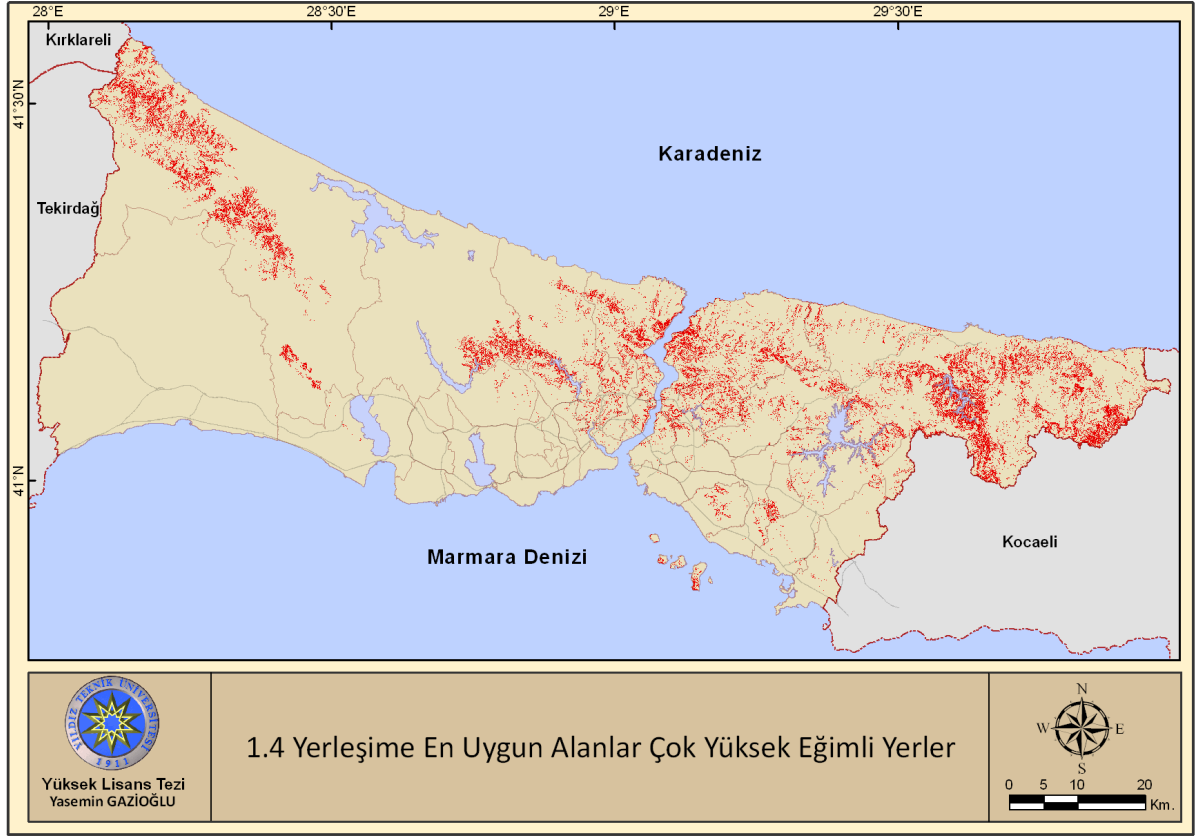 28°E
28°30'E
29°E
29°30'E
Kırklareli
41°30'N
Karadeniz
Tekirdağ
41°N
Marmara Denizi
Kocaeli
YILDIZ TEKNİK ÜNİVERSİTESİ
1911
Yüksek Lisans Tezi
Yasemin GAZİOĞLU
1.4 Yerleşime En Uygun Alanlar Çok Yüksek Eğimli Yerler
N
W E
S
0 5 10 20
Km.